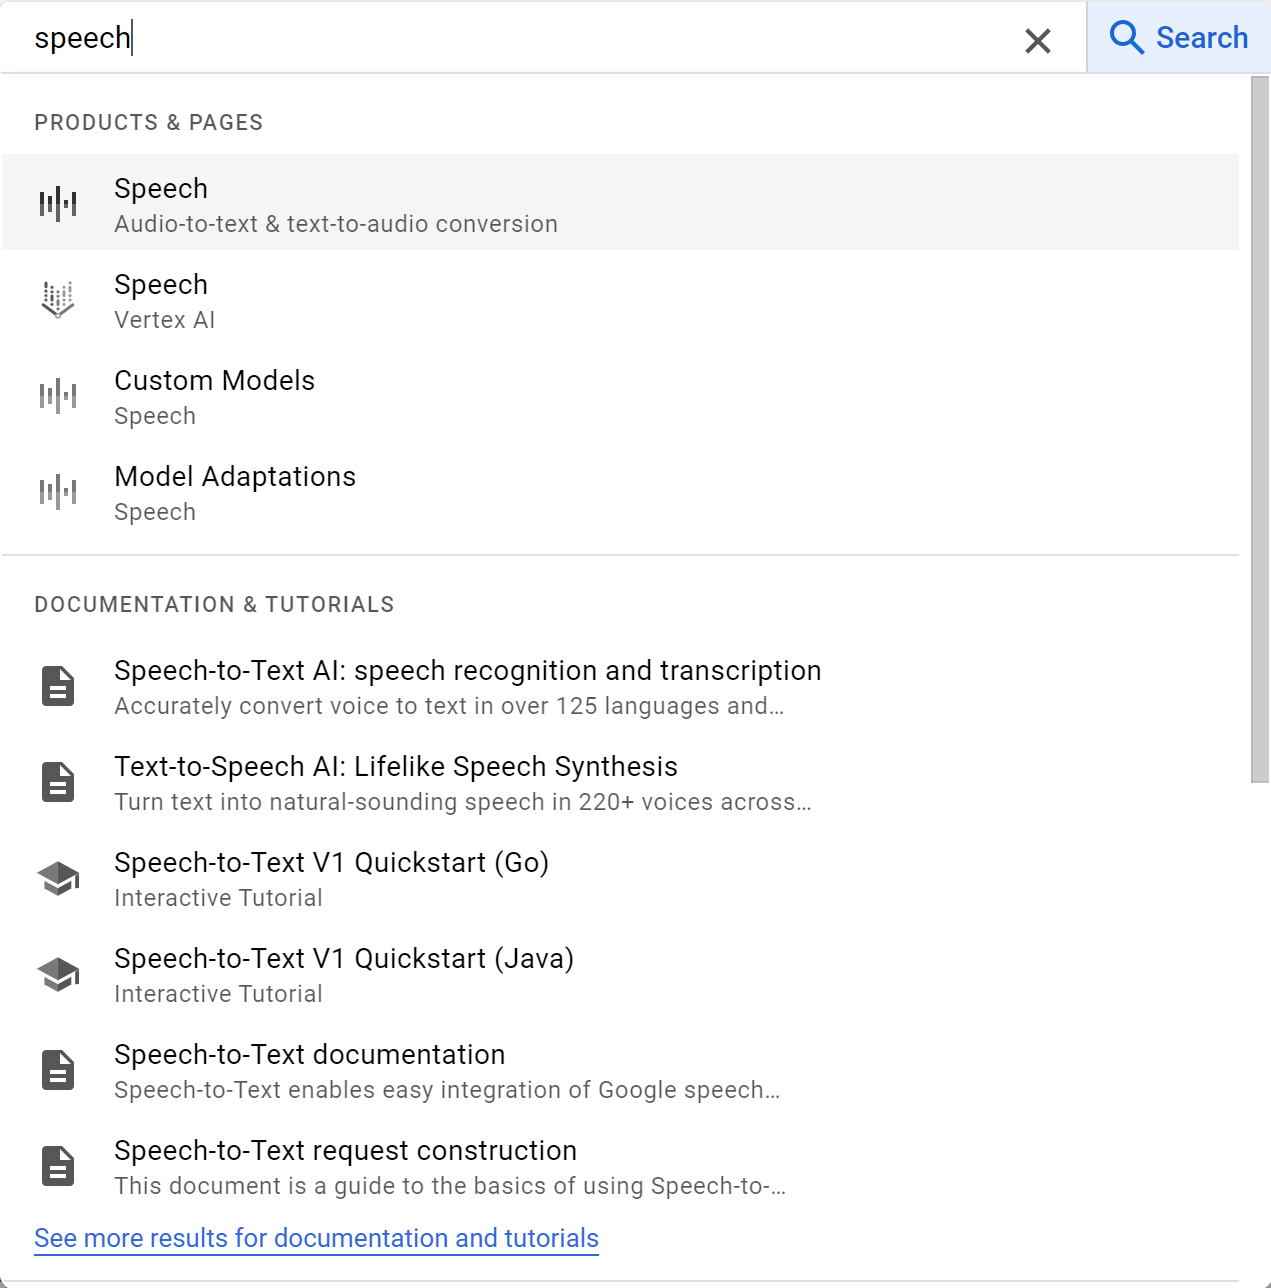 speech
Search
PRODUCTS & PAGES
Speech
Audio-to-text & text-to-audio conversion
Speech
Vertex AI
Custom Models
Speech
Model Adaptations
Speech
DOCUMENTATION & TUTORIALS
Speech-to-Text AI: speech recognition and transcription
Accurately convert voice to text in over 125 languages and…
Text-to-Speech AI: Lifelike Speech Synthesis
Turn text into natural-sounding speech in 220+ voices across…
Speech-to-Text V1 Quickstart (Go)
Interactive Tutorial
Speech-to-Text V1 Quickstart (Java)
Interactive Tutorial
Speech-to-Text documentation
Speech-to-Text enables easy integration of Google speech…
Speech-to-Text request construction
This document is a guide to the basics of using Speech-to-…
See more results for documentation and tutorials